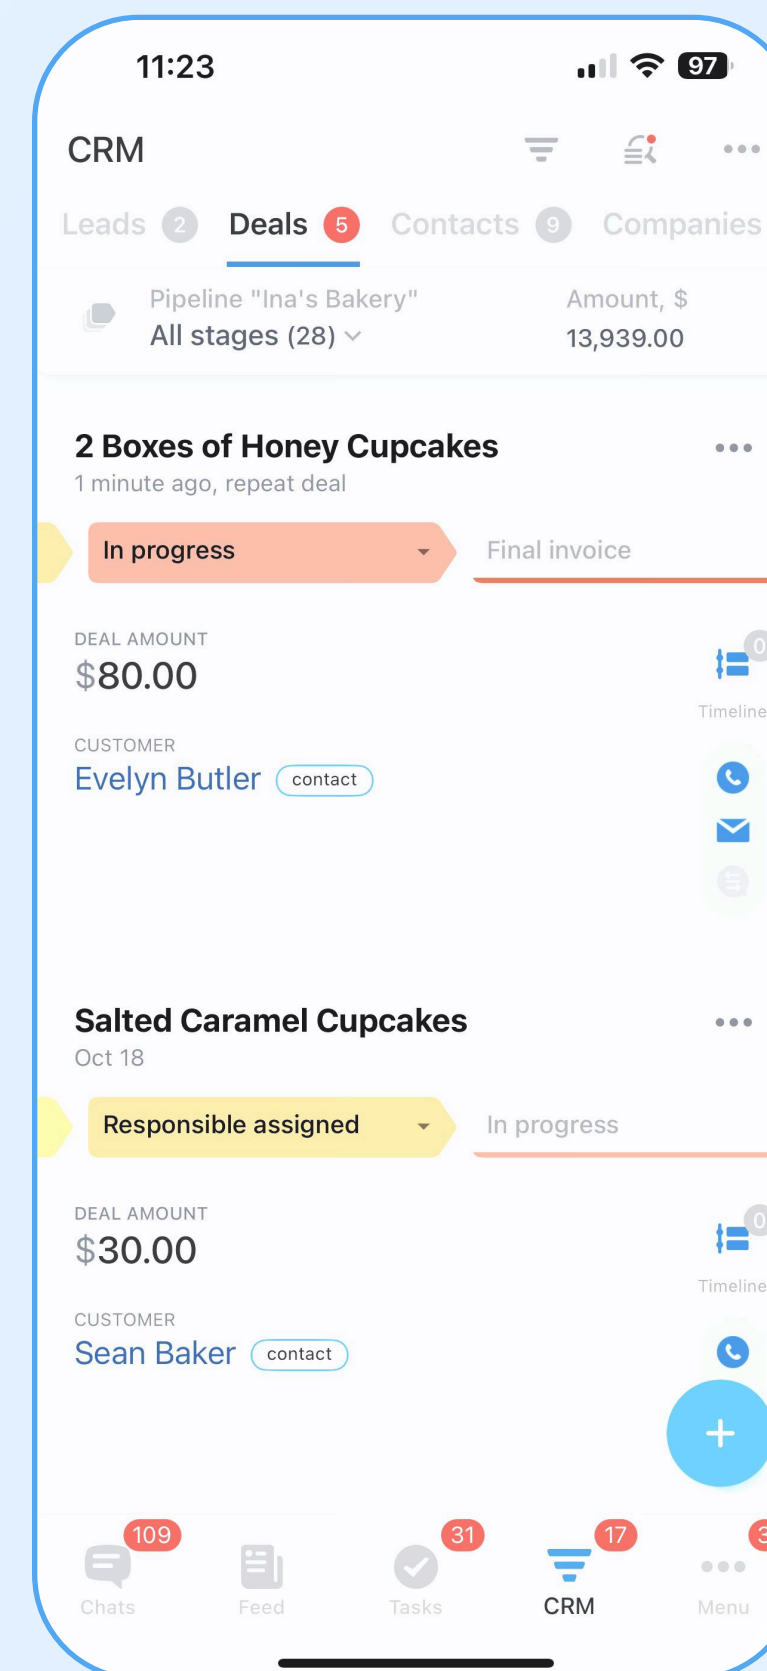 11:23
97
CRM
Leads 2 Deals 5 Contacts 9 Companies
Pipeline "Ina's Bakery" Amount, $
All stages (28) 13,939.00
2 Boxes of Honey Cupcakes
1 minute ago, repeat deal
In progress Final invoice
DEAL AMOUNT
$80.00
0
Timeline
CUSTOMER
Evelyn Butler contact
Salted Caramel Cupcakes
Oct 18
Responsible assigned In progress
DEAL AMOUNT
$30.00
0
Timeline
CUSTOMER
Sean Baker contact
109 31 17 3
Chats Feed Tasks CRM Menu